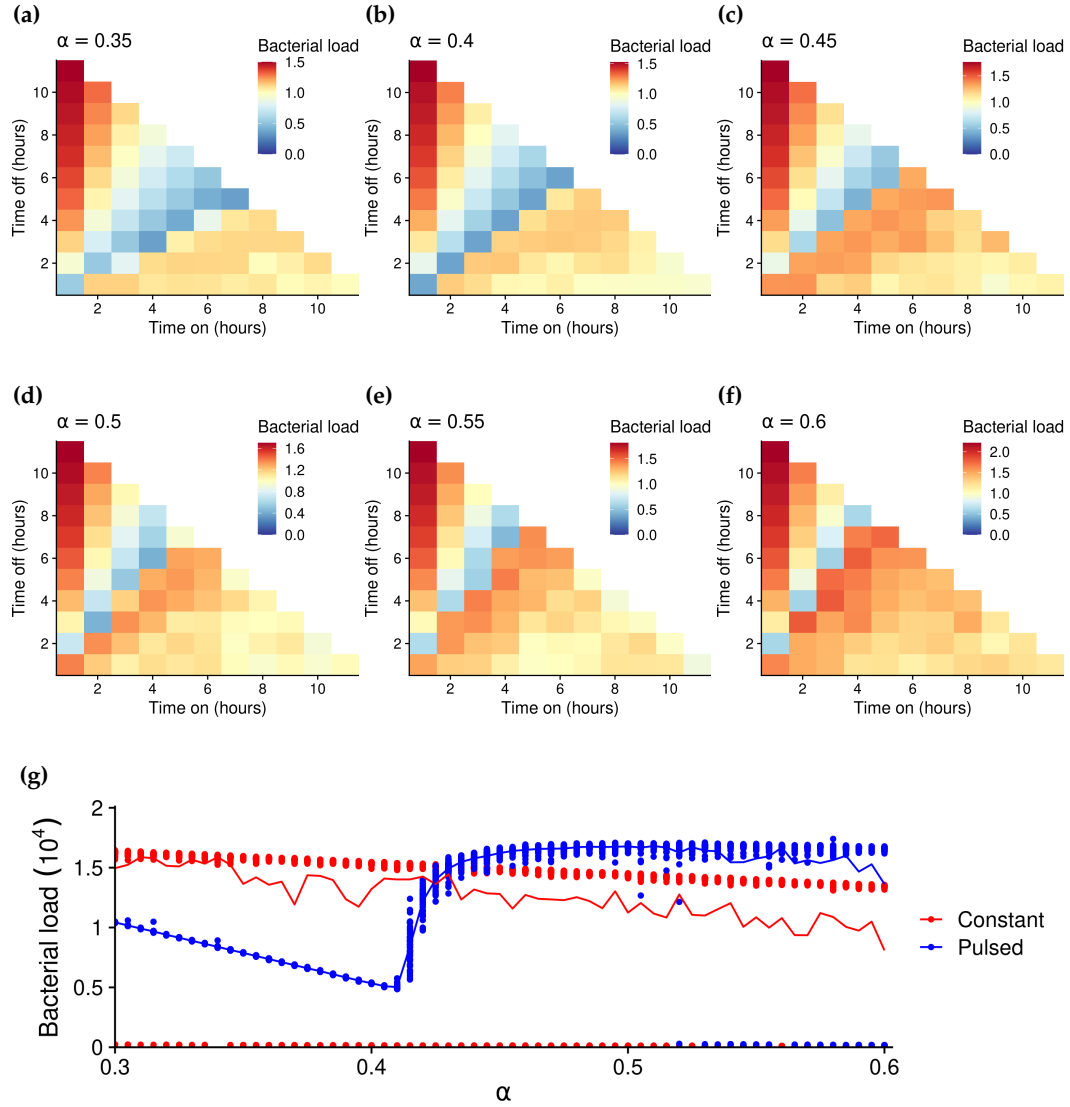 (a)
α = 0.35
Bacterial load
1.5
1.0
0.5
0.0
Time off (hours)
10
8
6
4
2
2 4 6 8 10
Time on (hours)
(b)
α = 0.4
Bacterial load
1.5
1.0
0.5
0.0
Time off (hours)
10
8
6
4
2
2 4 6 8 10
Time on (hours)
(c)
α = 0.45
Bacterial load
1.5
1.0
0.5
0.0
Time off (hours)
10
8
6
4
2
2 4 6 8 10
Time on (hours)
(d)
α = 0.5
Bacterial load
1.6
1.2
0.8
0.4
0.0
Time off (hours)
10
8
6
4
2
2 4 6 8 10
Time on (hours)
(e)
α = 0.55
Bacterial load
1.5
1.0
0.5
0.0
Time off (hours)
10
8
6
4
2
2 4 6 8 10
Time on (hours)
(f)
α = 0.6
Bacterial load
2.0
1.5
1.0
0.5
0.0
Time off (hours)
10
8
6
4
2
2 4 6 8 10
Time on (hours)
(g)
Bacterial load (10⁴)
2
1.5
1
0.5
0
0.3 0.4 0.5 0.6
α
Constant
Pulsed